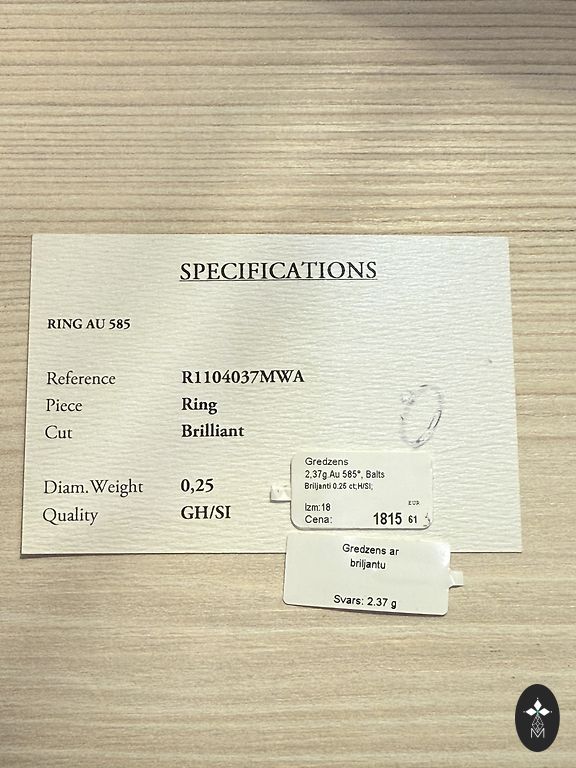 SPECIFICATIONS
RING AU 585
Reference R1104037MWA
Piece Ring
Cut Brilliant
Diam.Weight 0,25
Quality GH/SI
Gredzens
2,37g.Au 585°, Balts
Briljanti 0.25 ct;H/SI;
Izm:18
EUR
Cena: 1815 61
Gredzens ar
briljantu
Svars: 2.37 g
M